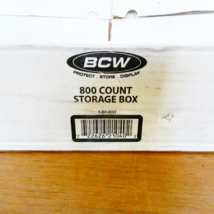 BCW
PROTECT · STORE · DISPLAY
800 COUNT
STORAGE BOX